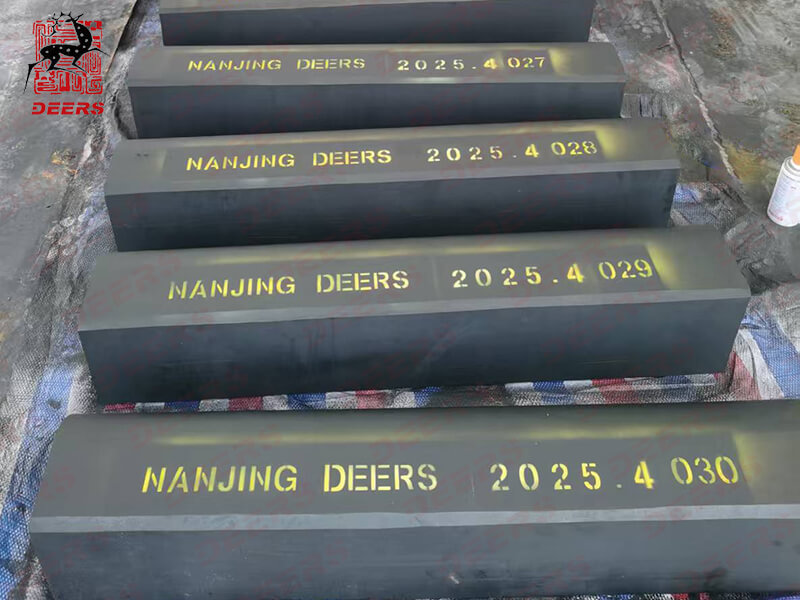 DEERS
NANJING DEERS 2025.4 027
NANJING DEERS 2025.4 028
NANJING DEERS 2025.4 029
NANJING DEERS 2025.4 030